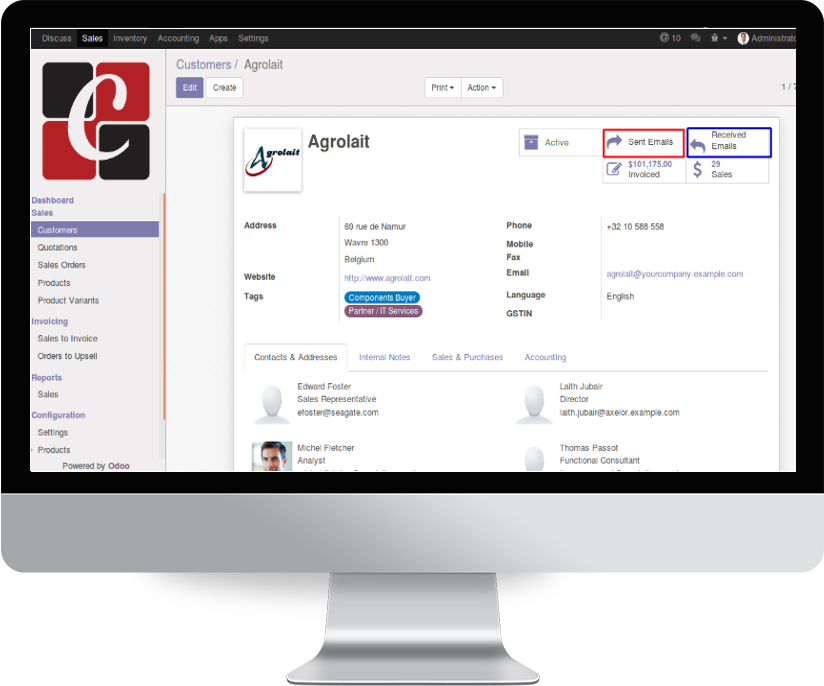 Discuss Sales Inventory Accounting Apps Settings @ 10 Administrato
C
Customers / Agrolait
Edit Create Print Action 1 / 7
Agrolait
Agrolait
Active
Sent Emails
Received
Emails
$101,175.00
Invoiced
29
Sales
Dashboard
Sales
Customers
Quotations
Sales Orders
Products
Product Variants
Invoicing
Sales to Invoice
Orders to Upsell
Reports
Sales
Configuration
Settings
Products
Powered by Odoo
Address
69 rue de Namur
Wavre 1300
Belgium
Website http://www.agrolait.com
Tags Components Buyer
Partner / IT Services
Phone +32 10 588 558
Mobile
Fax
Email agrolait@yourcompany.example.com
Language English
GSTIN
Contacts & Addresses Internal Notes Sales & Purchases Accounting
Edward Foster
Sales Representative
efoster@seagate.com
Laith Jubair
Director
laith.jubair@axelor.example.com
Michel Fletcher
Analyst
Thomas Passot
Functional Consultant